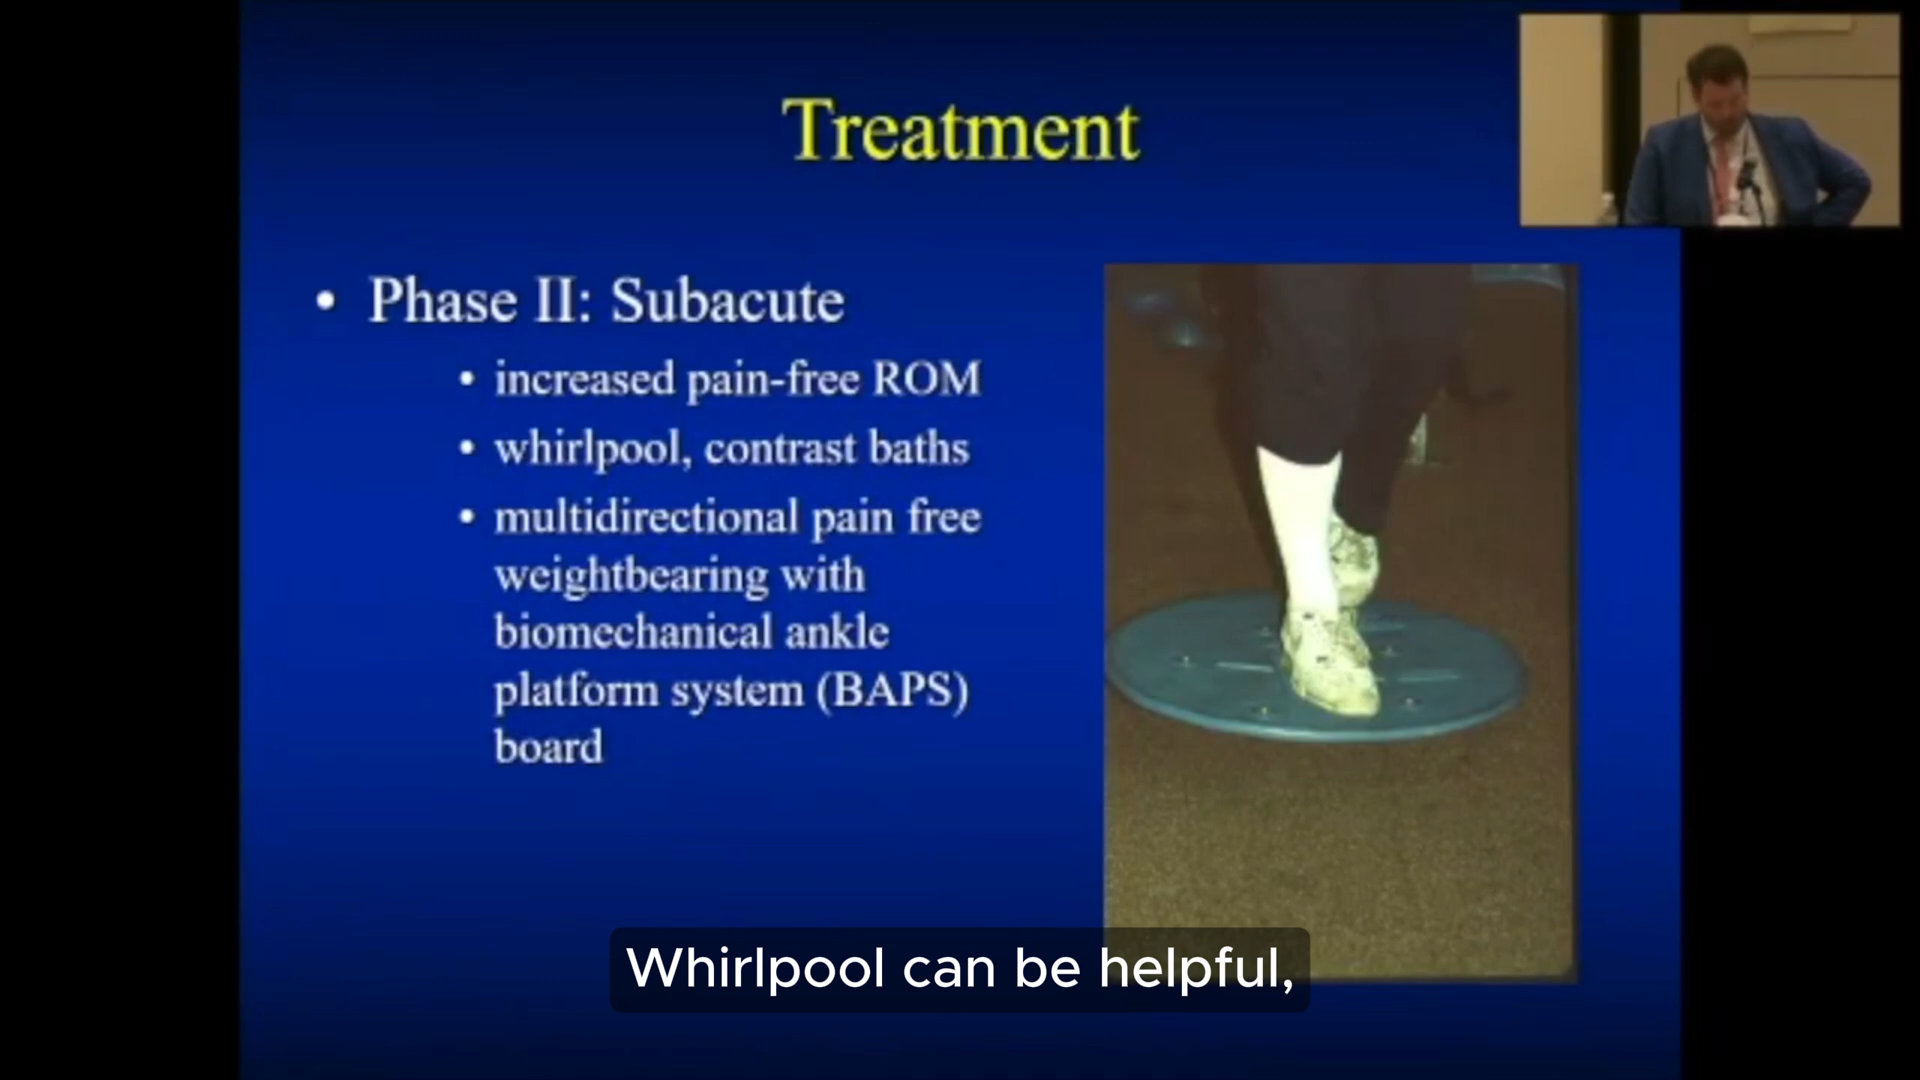 Treatment
• Phase II: Subacute
• increased pain-free ROM
• whirlpool, contrast baths
• multidirectional pain free
weightbearing with
biomechanical ankle
platform system (BAPS)
board
Whirlpool can be helpful,